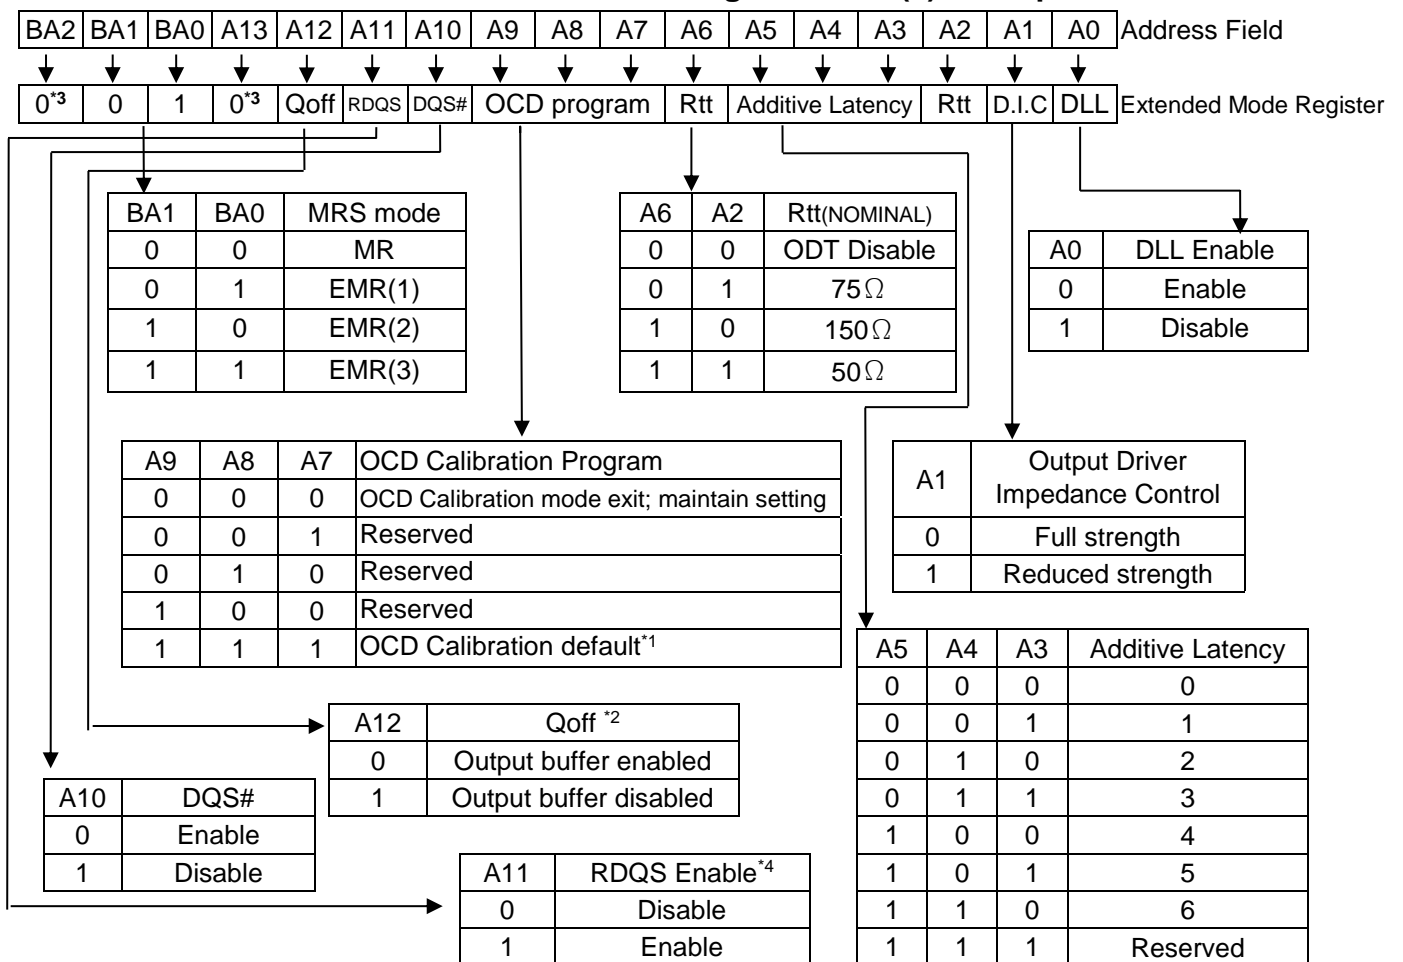 BA2 BA1 BA0 A13 A12 A11 A10 A9 A8 A7 A6 A5 A4 A3 A2 A1 A0 Address Field
0*3 0 1 0*3 Qoff RDQS DQS# OCD program Rtt Additive Latency Rtt D.I.C DLL Extended Mode Register
BA1 BA0 MRS mode
0 0 MR
0 1 EMR(1)
1 0 EMR(2)
1 1 EMR(3)
A6 A2 Rtt(NOMINAL)
0 0 ODT Disable
0 1 75Ω
1 0 150Ω
1 1 50Ω
A0 DLL Enable
0 Enable
1 Disable
A9 A8 A7 OCD Calibration Program
0 0 0 OCD Calibration mode exit; maintain setting
0 0 1 Reserved
0 1 0 Reserved
1 0 0 Reserved
1 1 1 OCD Calibration default*1
A1 Output Driver
Impedance Control
0 Full strength
1 Reduced strength
A12 Qoff *2
0 Output buffer enabled
1 Output buffer disabled
A10 DQS#
0 Enable
1 Disable
A11 RDQS Enable*4
0 Disable
1 Enable
A5 A4 A3 Additive Latency
0 0 0 0
0 0 1 1
0 1 0 2
0 1 1 3
1 0 0 4
1 0 1 5
1 1 0 6
1 1 1 Reserved